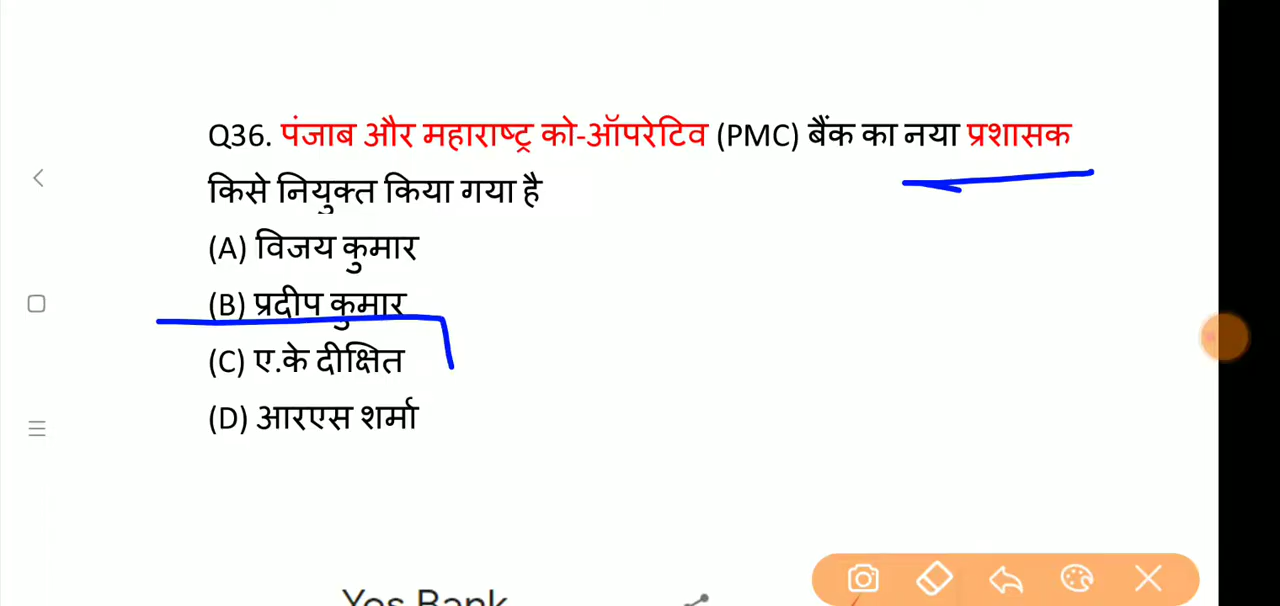 Q36. पंजाब और महाराष्ट्र को-ऑपरेटिव (PMC) बैंक का नया प्रशासक
किसे नियुक्त किया गया है
(A) विजय कुमार
(B) प्रदीप कुमार
(C) ए.के दीक्षित
(D) आरएस शर्मा
Yes Bank